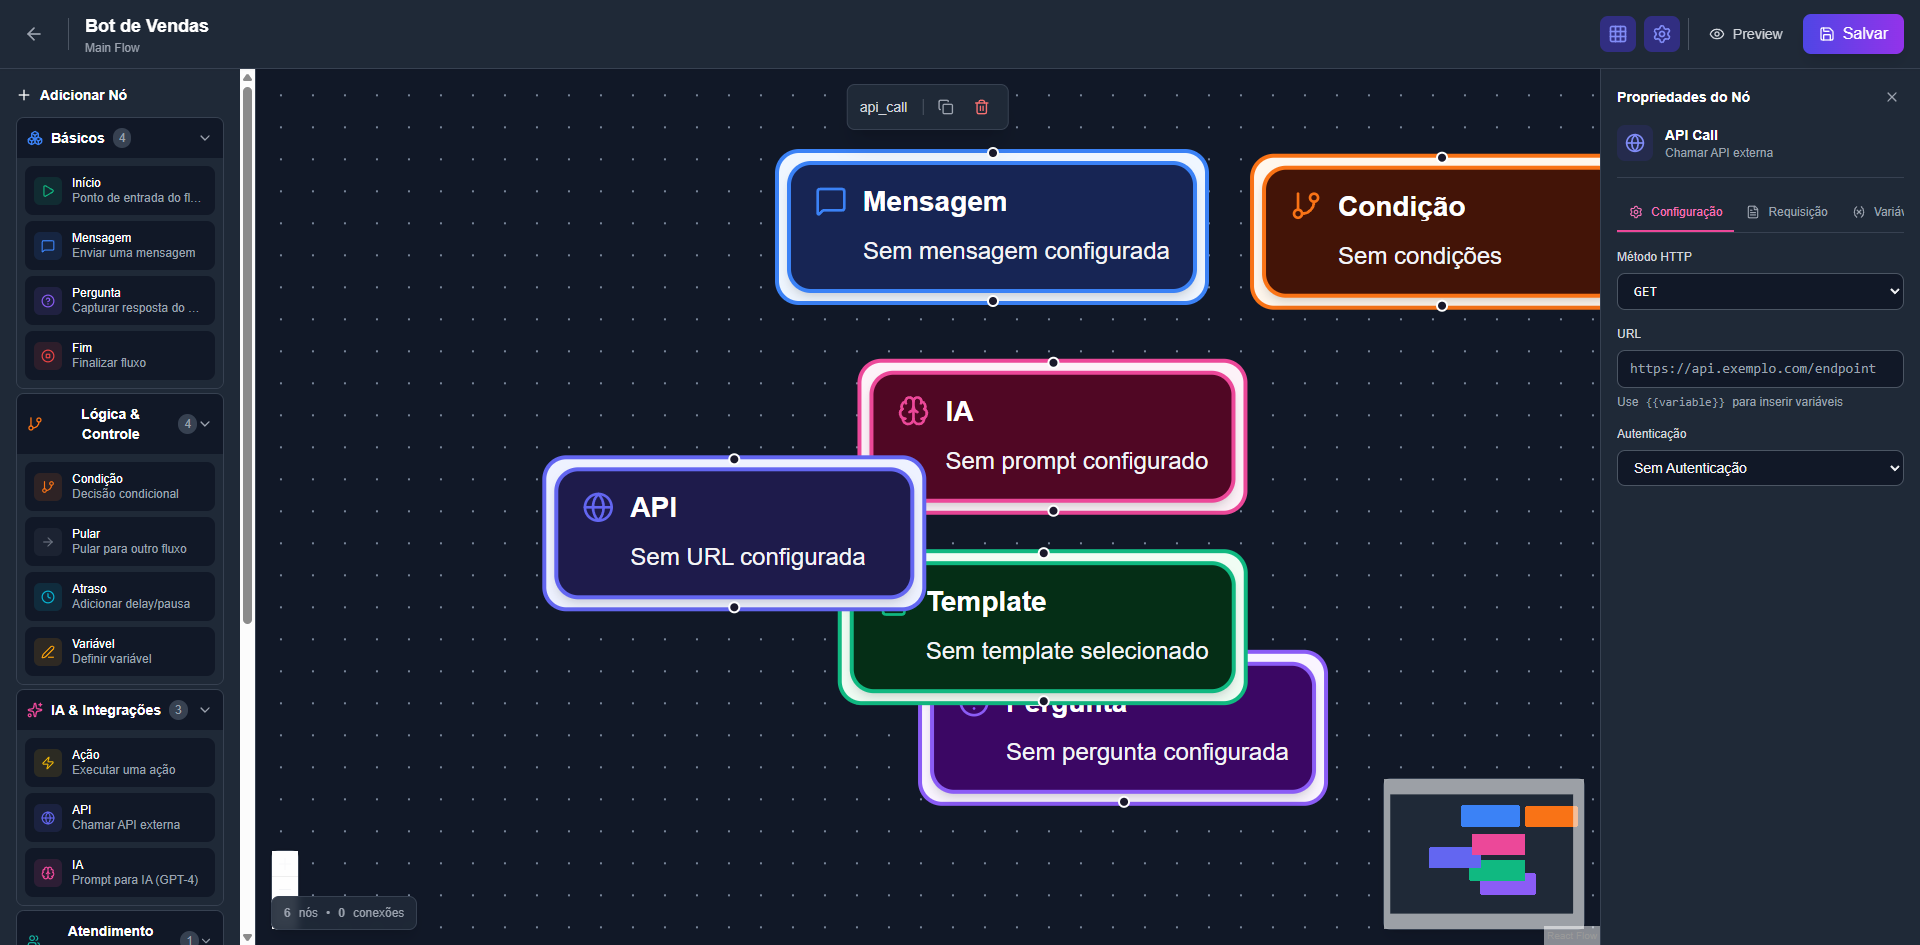 Bot de Vendas
Main Flow
Preview
Salvar
Adicionar Nó
Básicos 4
Início
Ponto de entrada do fl...
Mensagem
Enviar uma mensagem
Pergunta
Capturar resposta do ...
Fim
Finalizar fluxo
Lógica &
Controle
4
Condição
Decisão condicional
Pular
Pular para outro fluxo
Atraso
Adicionar delay/pausa
Variável
Definir variável
IA & Integrações 3
Ação
Executar uma ação
API
Chamar API externa
IA
Prompt para IA (GPT-4)
Atendimento
1
api_call
Mensagem
Sem mensagem configurada
Condição
Sem condições
IA
Sem prompt configurado
API
Sem URL configurada
Template
Sem template selecionado
Pergunta
Sem pergunta configurada
6 nós • 0 conexões
React Flow
Propriedades do Nó
API Call
Chamar API externa
Configuração Requisição Variáv
Método HTTP
GET
URL
https://api.exemplo.com/endpoint
Use {{variable}} para inserir variáveis
Autenticação
Sem Autenticação